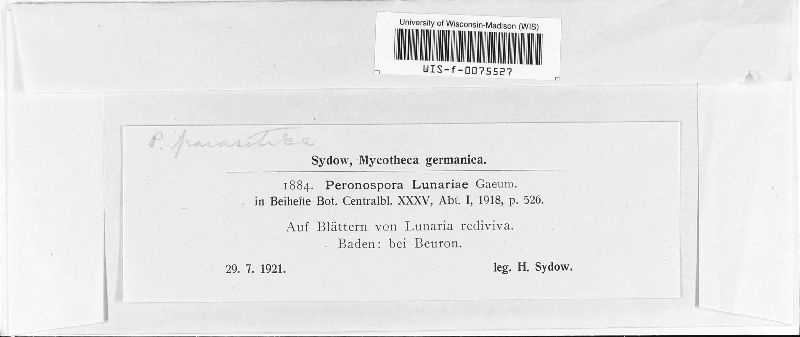 University of Wisconsin-Madison (WIS)
WIS-f-0075527
P. parasitica
Sydow, Mycotheca germanica.
1884. Peronospora Lunariae Gaeum.
in Beihefte Bot. Centralbl. XXXV, Abt. I, 1918, p. 526.
Auf Blättern von Lunaria rediviva.
Baden: bei Beuron.
29. 7. 1921. leg. H. Sydow.